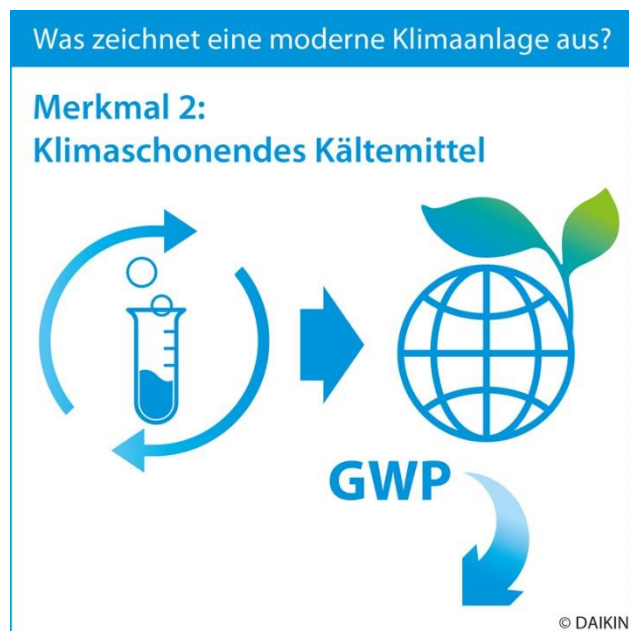 Was zeichnet eine moderne Klimaanlage aus?
Merkmal 2:
Klimaschonendes Kältemittel
GWP
© DAIKIN